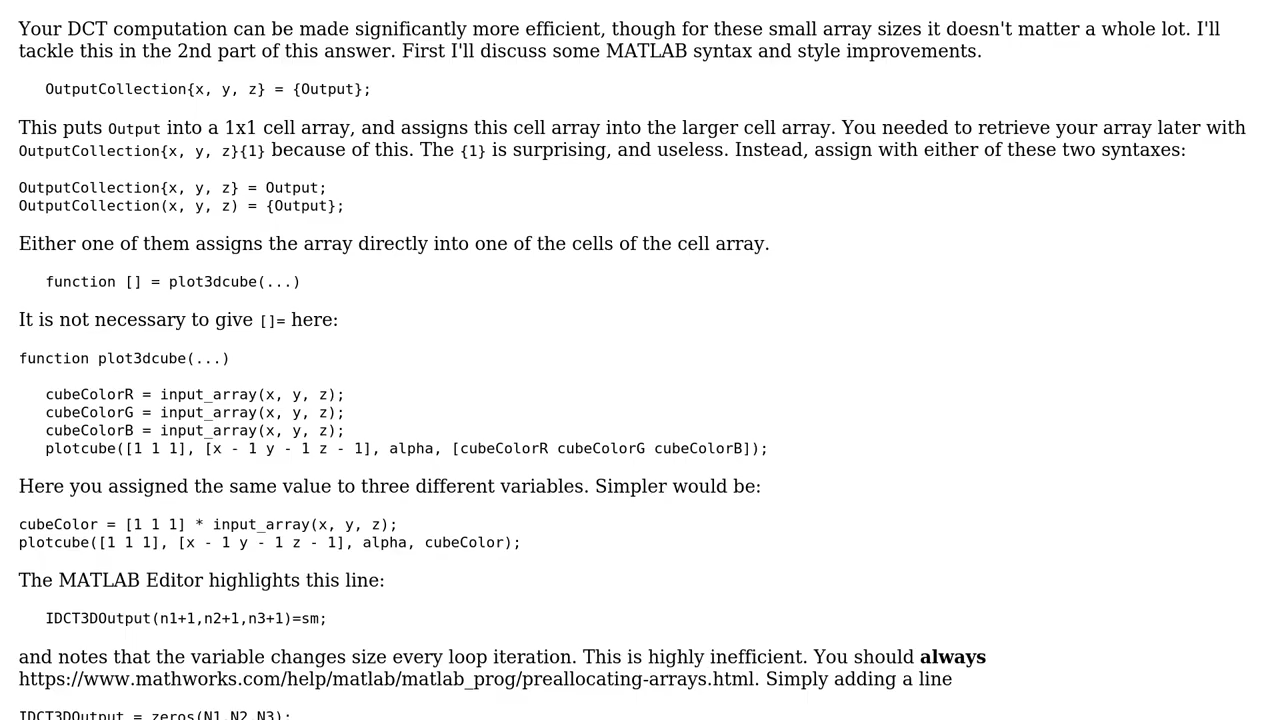 Your DCT computation can be made significantly more efficient, though for these small array sizes it doesn't matter a whole lot. I'll
tackle this in the 2nd part of this answer. First I'll discuss some MATLAB syntax and style improvements.
OutputCollection{x, y, z} = {Output};
This puts Output into a 1x1 cell array, and assigns this cell array into the larger cell array. You needed to retrieve your array later with
OutputCollection{x, y, z}{1} because of this. The {1} is surprising, and useless. Instead, assign with either of these two syntaxes:
OutputCollection{x, y, z} = Output;
OutputCollection(x, y, z) = {Output};
Either one of them assigns the array directly into one of the cells of the cell array.
function [] = plot3dcube(...)
It is not necessary to give []= here:
function plot3dcube(...)
cubeColorR = input_array(x, y, z);
cubeColorG = input_array(x, y, z);
cubeColorB = input_array(x, y, z);
plotcube([1 1 1], [x - 1 y - 1 z - 1], alpha, [cubeColorR cubeColorG cubeColorB]);
Here you assigned the same value to three different variables. Simpler would be:
cubeColor = [1 1 1] * input_array(x, y, z);
plotcube([1 1 1], [x - 1 y - 1 z - 1], alpha, cubeColor);
The MATLAB Editor highlights this line:
IDCT3DOutput(n1+1,n2+1,n3+1)=sm;
and notes that the variable changes size every loop iteration. This is highly inefficient. You should always
https://www.mathworks.com/help/matlab/matlab_prog/preallocating-arrays.html. Simply adding a line
IDCT3DOutput = zeros(N1,N2,N3);